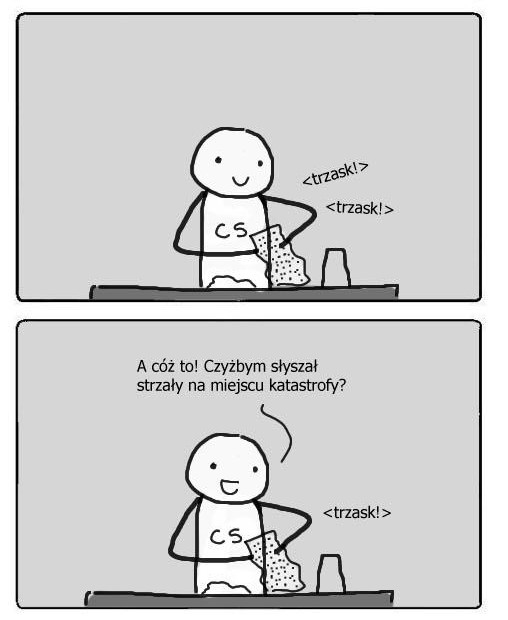 <trzask!>
<trzask!>
CS
A cóż to! Czyżbym słyszał
strzały na miejscu katastrofy?
<trzask!>
CS